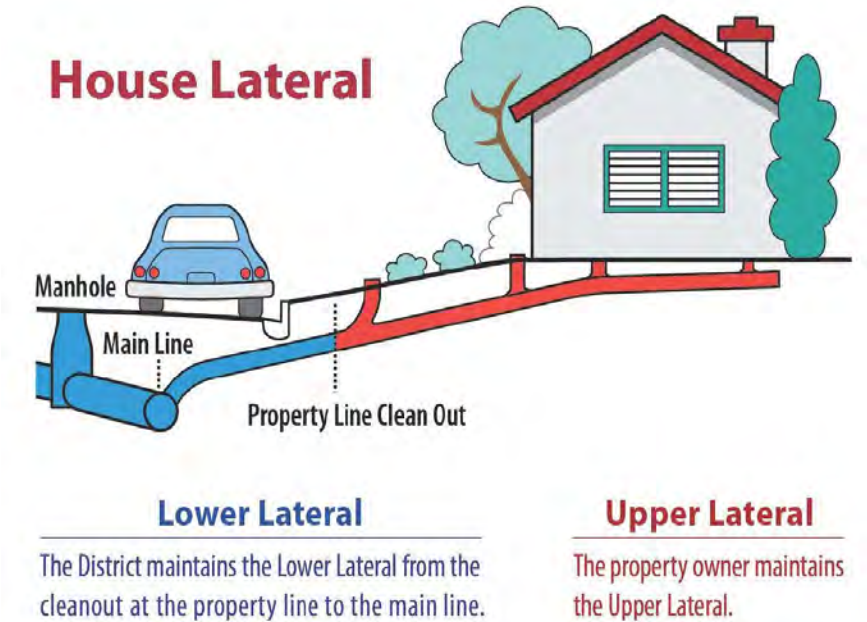 House Lateral
Manhole
Main Line
Property Line Clean Out
Lower Lateral
The District maintains the Lower Lateral from the
cleanout at the property line to the main line.
Upper Lateral
The property owner maintains
the Upper Lateral.